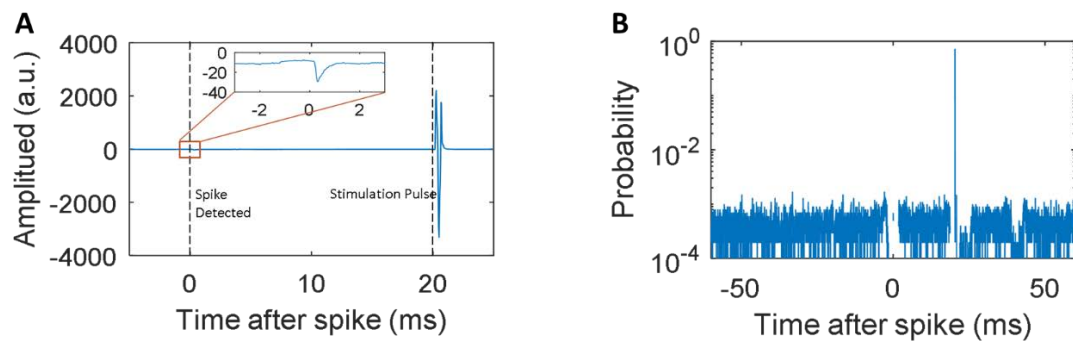 A
Amplitued (a.u.)
4000
2000
0
-2000
-4000
0
-20
-40
-2
0
2
Spike
Detected
Stimulation Pulse
0
10
20
Time after spike (ms)
B
Probability
10^0
10^-2
10^-4
-50
0
50
Time after spike (ms)